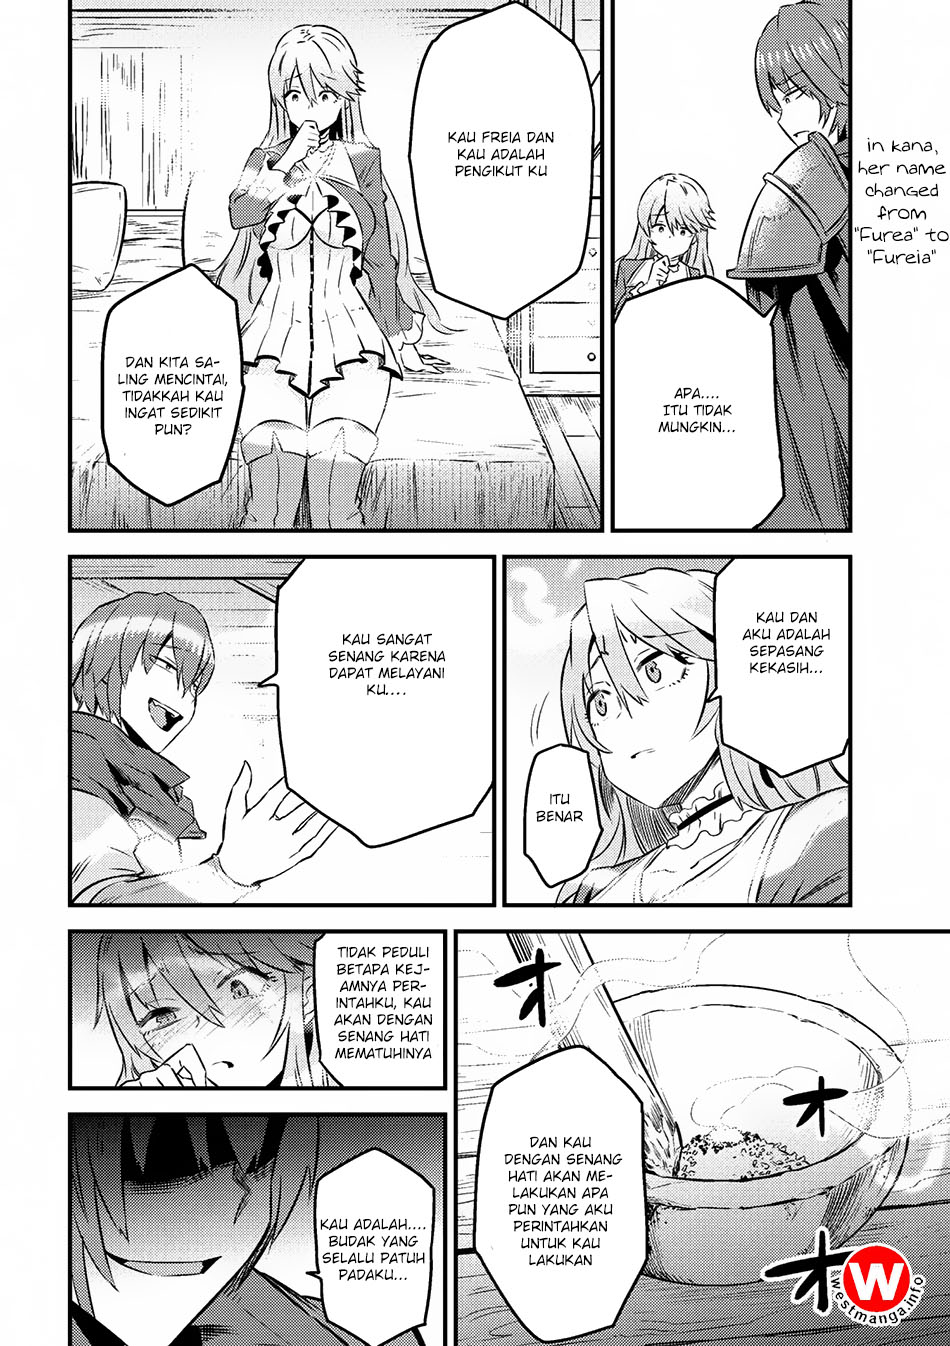 in kana,
her name
changed
from
"Furea" to
"Fureia"
APA....
ITU TIDAK
MUNGKIN...
KAU FREIA DAN
KAU ADALAH
PENGIKUT KU
DAN KITA SA-
LING MENCINTAI,
TIDAKKAH KAU
INGAT SEDIKIT
PUN?
KAU DAN
AKU ADALAH
SEPASANG
KEKASIH...
ITU
BENAR
KAU SANGAT
SENANG KARENA
DAPAT MELAYANI
KU....
TIDAK PEDULI
BETAPA KEJ-
AMNYA PER-
INTAHKU, KAU
AKAN DENGAN
SENANG HATI
MEMATUHINYA
オ
オ
DAN KAU
DENGAN SENANG
HATI AKAN ME-
LAKUKAN APA
PUN YANG AKU
PERINTAHKAN
UNTUK KAU
LAKUKAN
KAU ADALAH....
BUDAK YANG
SELALU PATUH
PADAKU...
W
westmanga.info